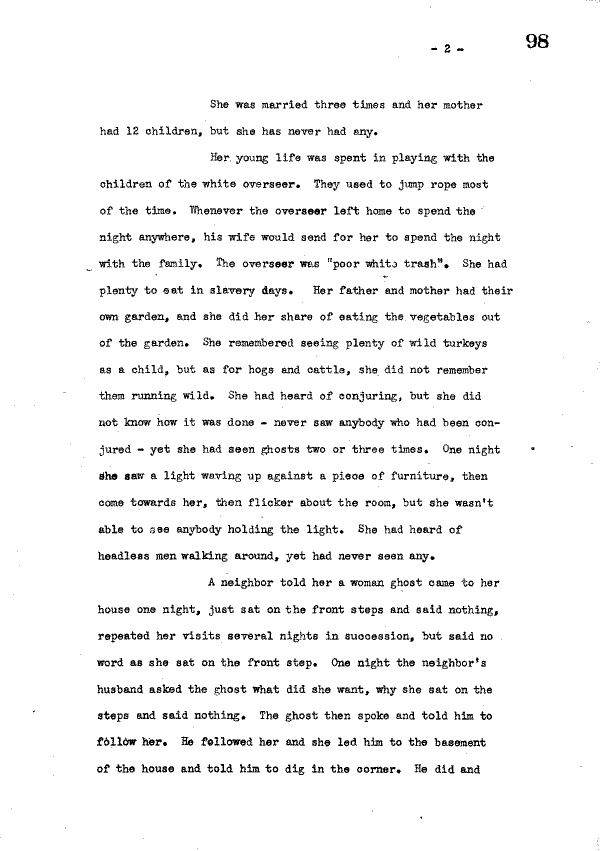 - 2 -
98
She was married three times and her mother
had 12 children, but she has never had any.
Her young life was spent in playing with the
children of the white overseer. They used to jump rope most
of the time. Whenever the overseer left home to spend the
night anywhere, his wife would send for her to spend the night
with the family. The overseer was "poor white trash". She had
plenty to eat in slavery days. Her father and mother had their
own garden, and she did her share of eating the vegetables out
of the garden. She remembered seeing plenty of wild turkeys
as a child, but as for hogs and cattle, she did not remember
them running wild. She had heard of conjuring, but she did
not know how it was done - never saw anybody who had been con-
jured - yet she had seen ghosts two or three times. One night
she saw a light waving up against a piece of furniture, then
come towards her, then flicker about the room, but she wasn't
able to see anybody holding the light. She had heard of
headless men walking around, yet had never seen any.
A neighbor told her a woman ghost came to her
house one night, just sat on the front steps and said nothing,
repeated her visits several nights in succession, but said no
word as she sat on the front step. One night the neighbor's
husband asked the ghost what did she want, why she sat on the
steps and said nothing. The ghost then spoke and told him to
follow her. He followed her and she led him to the basement
of the house and told him to dig in the corner. He did and